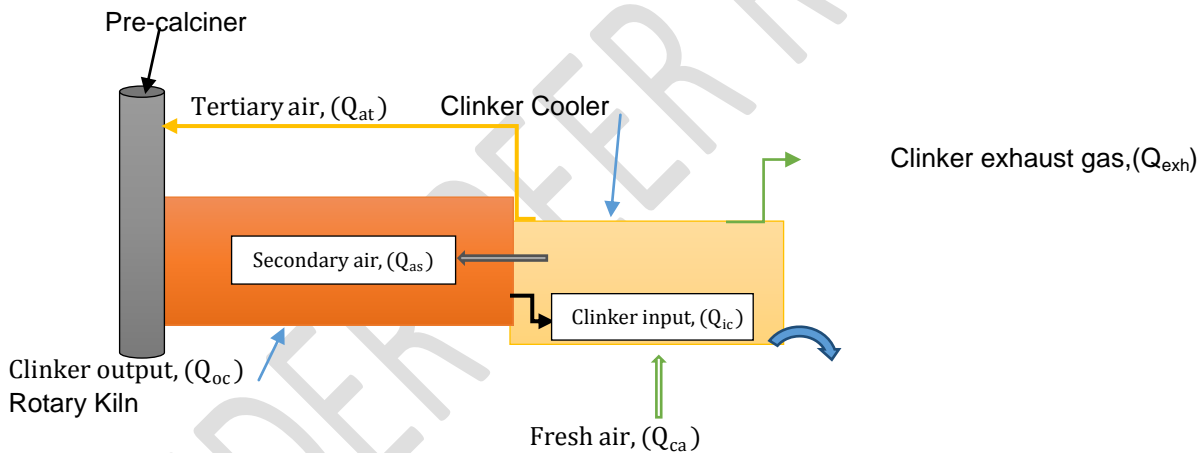 Pre-calciner
Tertiary air, (Qat)
Clinker Cooler
Clinker exhaust gas,(Qexh)
Secondary air, (Qas)
Clinker input, (Qic)
Clinker output, (Qoc)
Rotary Kiln
Fresh air, (Qca)